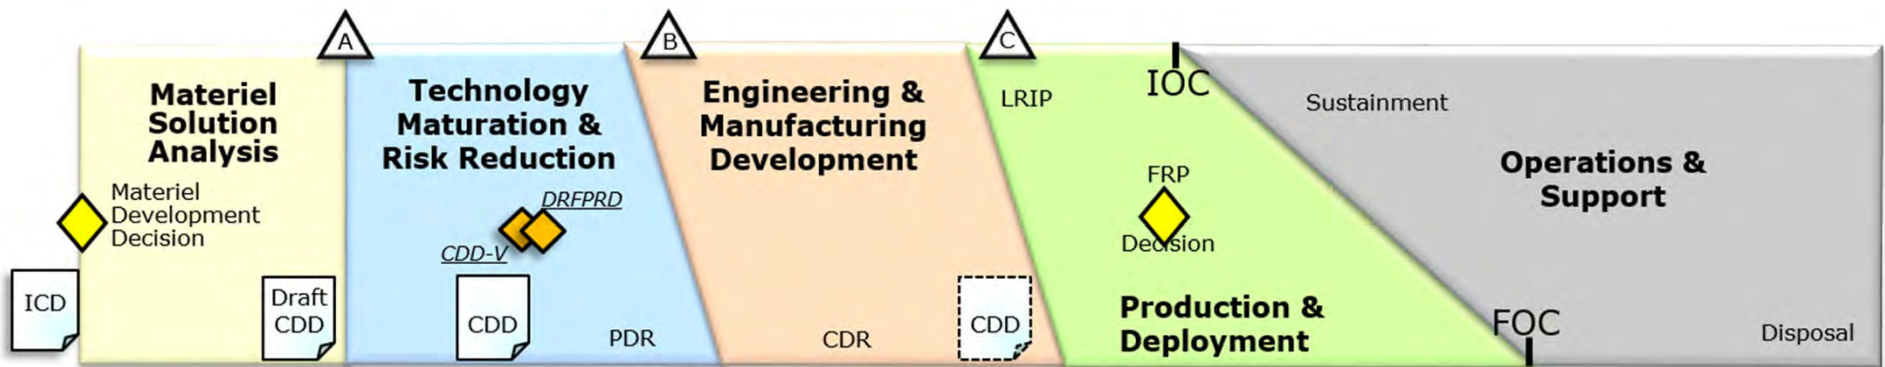 A
B
C
Materiel
Solution
Analysis
Materiel
Development
Decision
ICD
Draft
CDD
Technology
Maturation &
Risk Reduction
DRFPRD
CDD-V
CDD
PDR
Engineering &
Manufacturing
Development
CDR
CDD
LRIP
IOC
FRP
Decision
Production &
Deployment
FOC
Sustainment
Operations &
Support
Disposal